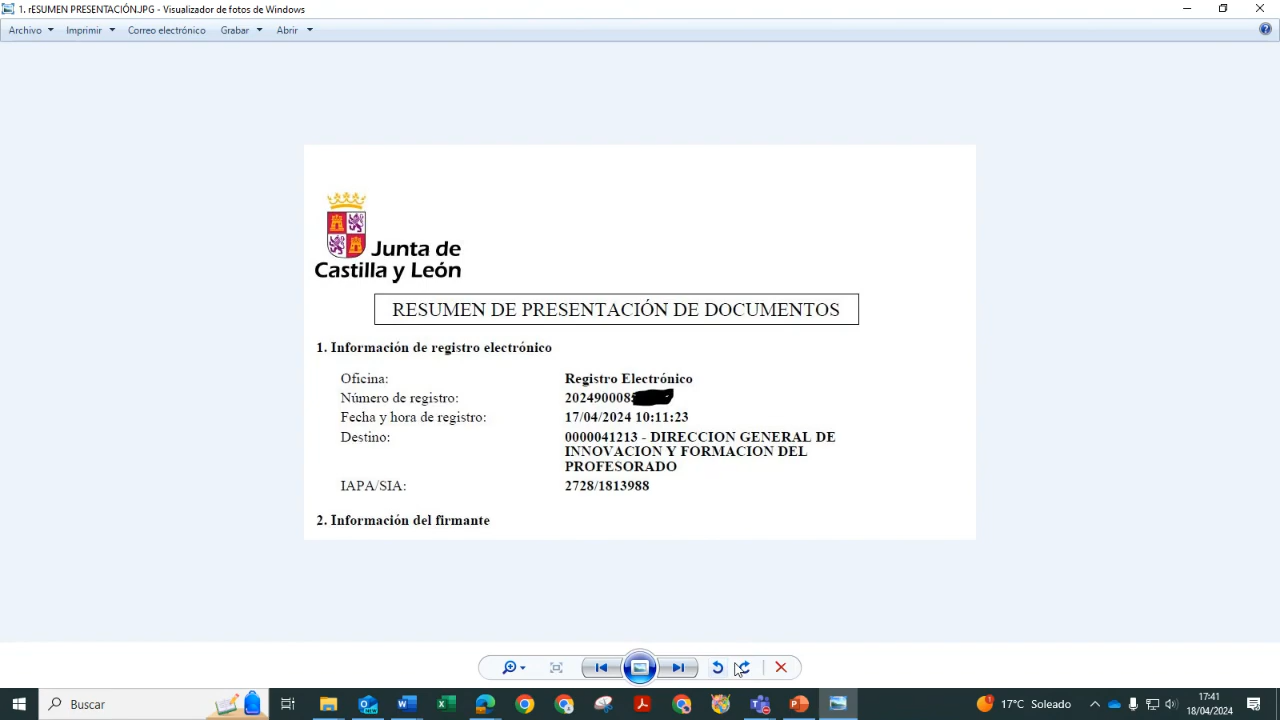 1. rESUMEN PRESENTACIÓN.JPG - Visualizador de fotos de Windows
Archivo Imprimir Correo electrónico Grabar Abrir
Junta de
Castilla y León
RESUMEN DE PRESENTACIÓN DE DOCUMENTOS
1. Información de registro electrónico
Oficina: Registro Electrónico
Número de registro: 202490008
Fecha y hora de registro: 17/04/2024 10:11:23
Destino: 0000041213 - DIRECCION GENERAL DE
INNOVACION Y FORMACION DEL
PROFESORADO
IAPA/SIA: 2728/1813988
2. Información del firmante
Buscar
17°C Soleado
17:41
18/04/2024